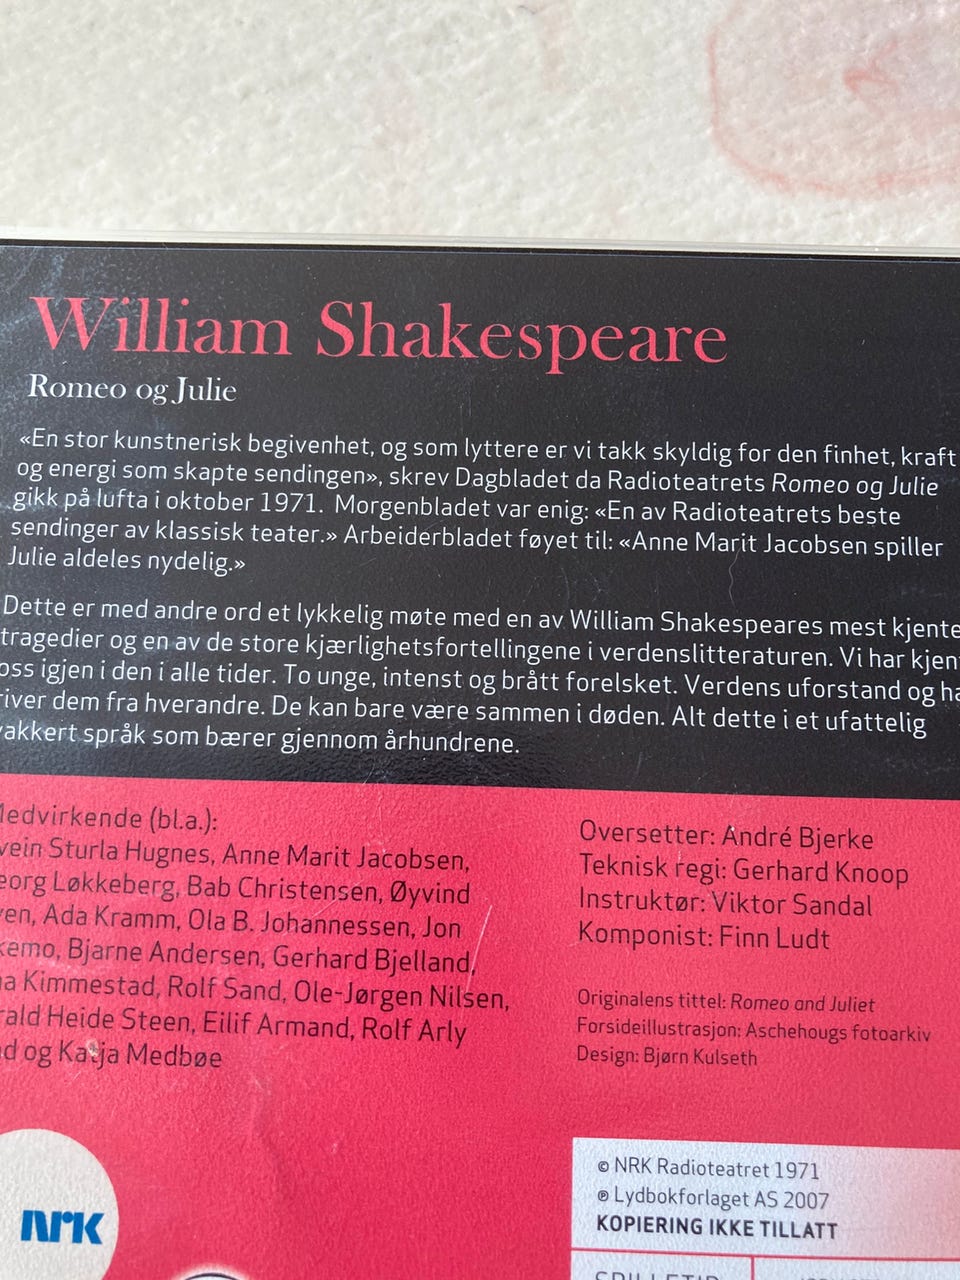 William Shakespeare
Romeo og Julie
«En stor kunstnerisk begivenhet, og som lyttere er vi takk skyldig for den finhet, kraft
og energi som skapte sendingen», skrev Dagbladet da Radioteatrets Romeo og Julie
gikk på lufta i oktober 1971. Morgenbladet var enig: «En av Radioteatrets beste
sendinger av klassisk teater.» Arbeiderbladet føyet til: «Anne Marit Jacobsen spiller
Julie aldeles nydelig.»
Dette er med andre ord et lykkelig møte med en av William Shakespeares mest kjente
tragedier og en av de store kjærlighetsfortellingene i verdenslitteraturen. Vi har
oss igjen i den i alle tider. To unge, intenst og brått forelsket. Verdens uforstand og
dem fra hverandre. De kan bare være sammen i døden. Alt dette i et ufattelig
språk som bærer gjennom århundrene.
(bl.a.):
Sturla Hugnes, Anne Marit Jacobsen,
Løkkeberg, Bab Christensen, Øyvind
Ada Kramm, Ola B. Johannessen, Jon
Bjarne Andersen, Gerhard Bjelland,
Kimmestad, Rolf Sand, Ole-Jørgen Nilsen,
Heide Steen, Eilif Armand, Rolf Arly
og Katja Medbøe
Oversetter: André Bjerke
Teknisk regi: Gerhard Knoop
Instruktør: Viktor Sandal
Komponist: Finn Ludt
Originalens tittel: Romeo and Juliet
Forsideillustrasjon: Aschehougs fotoarkiv
Design: Bjørn Kulseth
NRK
© NRK Radioteatret 1971
℗ Lydbokforlaget AS 2007
KOPIERING IKKE TILLATT